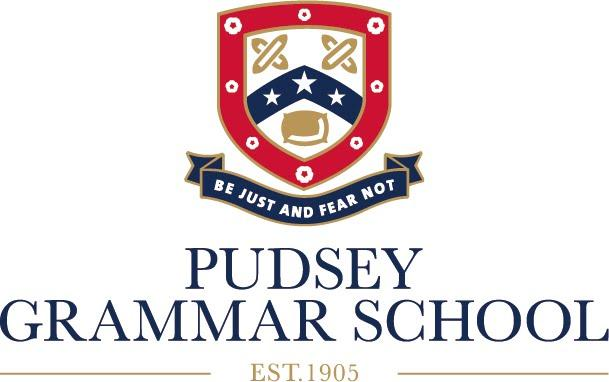 BE JUST AND FEAR NOT
PUDSEY
GRAMMAR SCHOOL
EST.1905